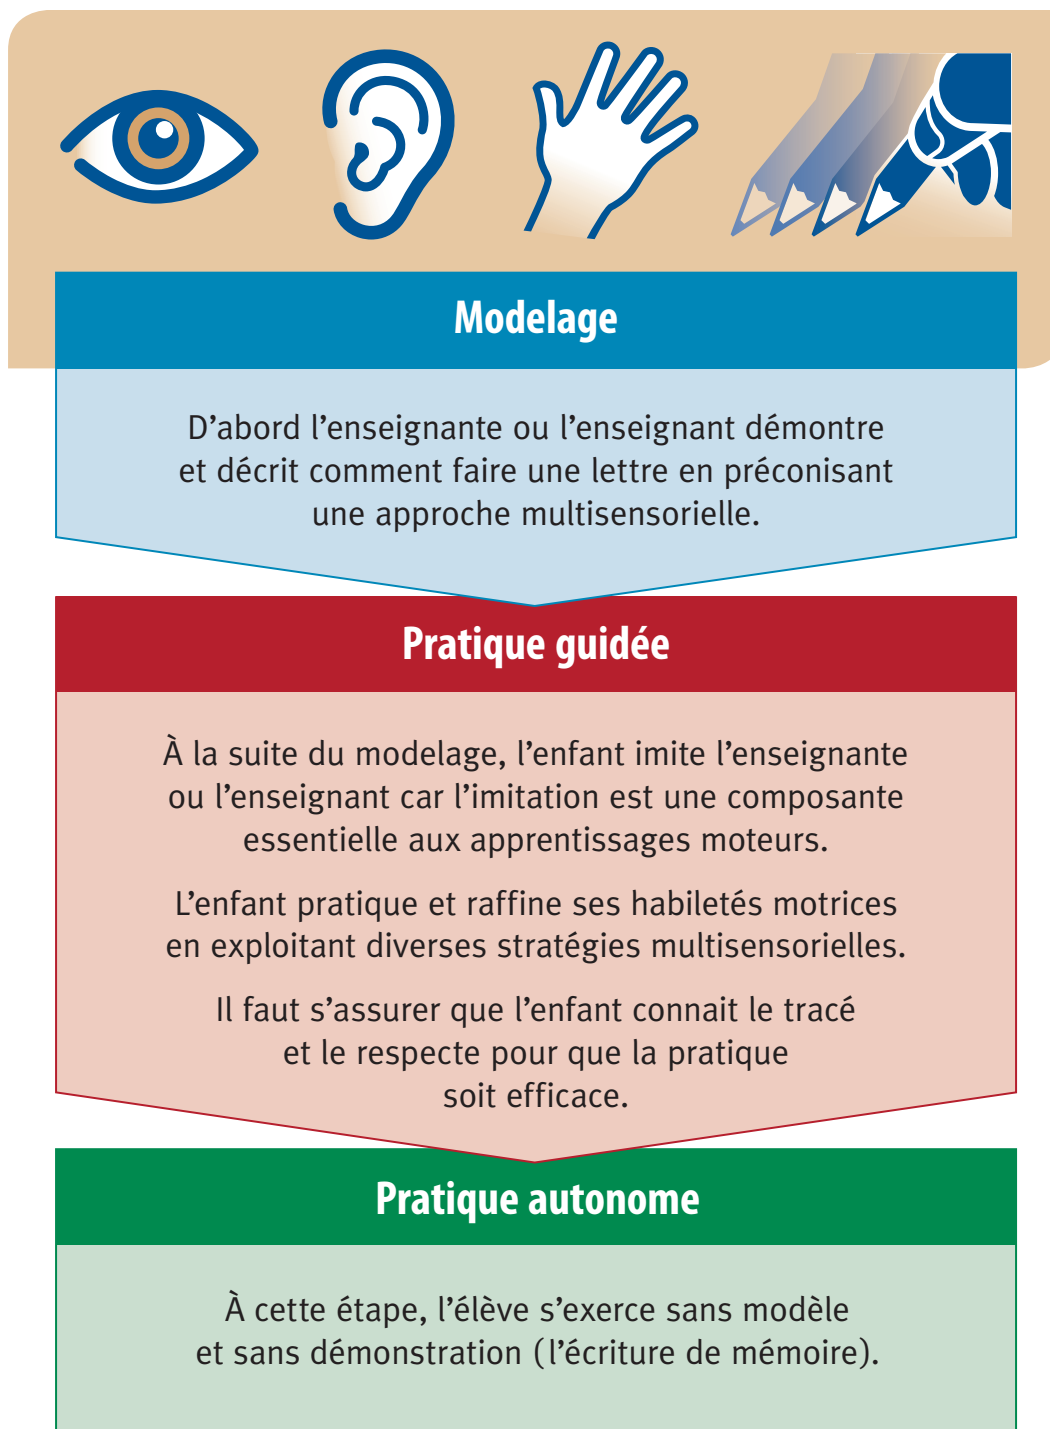 Modelage
D’abord l’enseignante ou l’enseignant démontre
et décrit comment faire une lettre en préconisant
une approche multisensorielle.
Pratique guidée
À la suite du modelage, l’enfant imite l’enseignante
ou l’enseignant car l’imitation est une composante
essentielle aux apprentissages moteurs.
L’enfant pratique et raffine ses habiletés motrices
en exploitant diverses stratégies multisensorielles.
Il faut s’assurer que l’enfant connait le tracé
et le respecte pour que la pratique
soit efficace.
Pratique autonome
À cette étape, l’élève s’exerce sans modèle
et sans démonstration (l’écriture de mémoire).